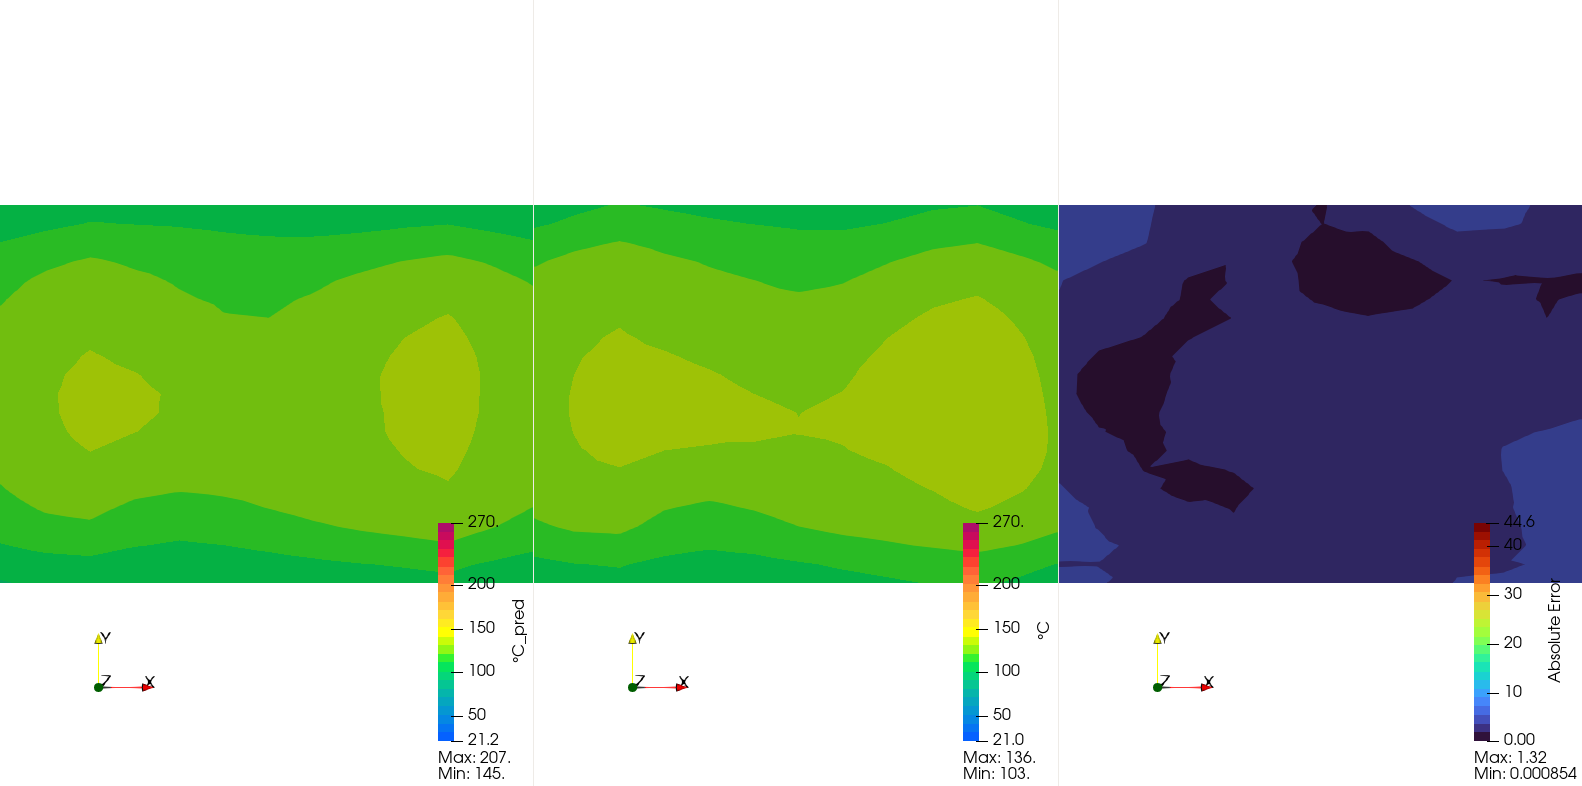 270.
200
150
100
50
21.2
°C_pred
Max: 207.
Min: 145.
Y
Z
X
270.
200
150
100
50
21.0
°C
Max: 136.
Min: 103.
Y
Z
X
44.6
40
30
20
10
0.00
Absolute Error
Max: 1.32
Min: 0.000854
Y
Z
X